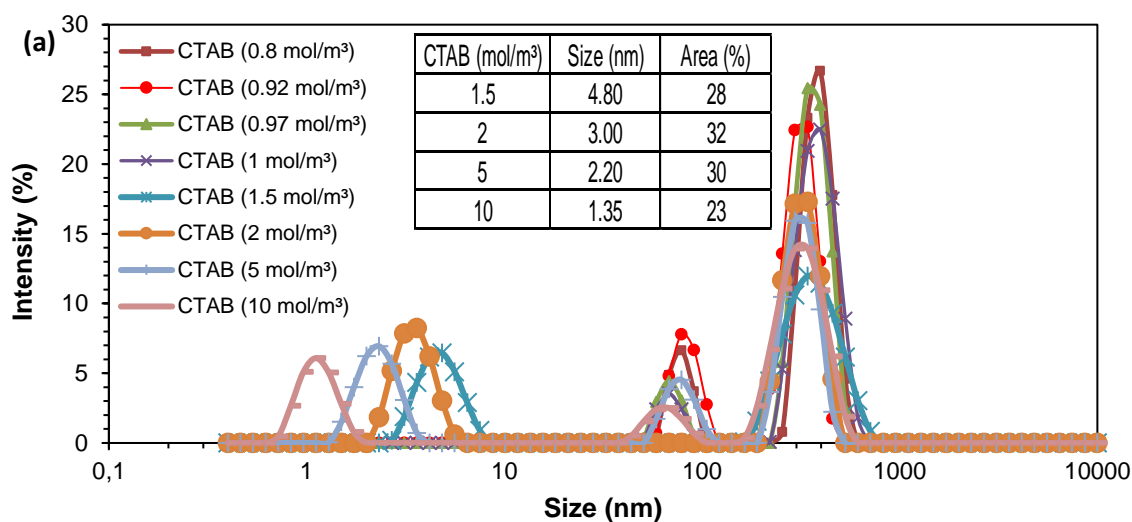 (a)
30
25
20
15
10
5
0
Intensity (%)
CTAB (0.8 mol/m³)
CTAB (0.92 mol/m³)
CTAB (0.97 mol/m³)
CTAB (1 mol/m³)
CTAB (1.5 mol/m³)
CTAB (2 mol/m³)
CTAB (5 mol/m³)
CTAB (10 mol/m³)
CTAB (mol/m³) Size (nm) Area (%)
1.5 4.80 28
2 3.00 32
5 2.20 30
10 1.35 23
0,1 1 10 100 1000 10000
Size (nm)